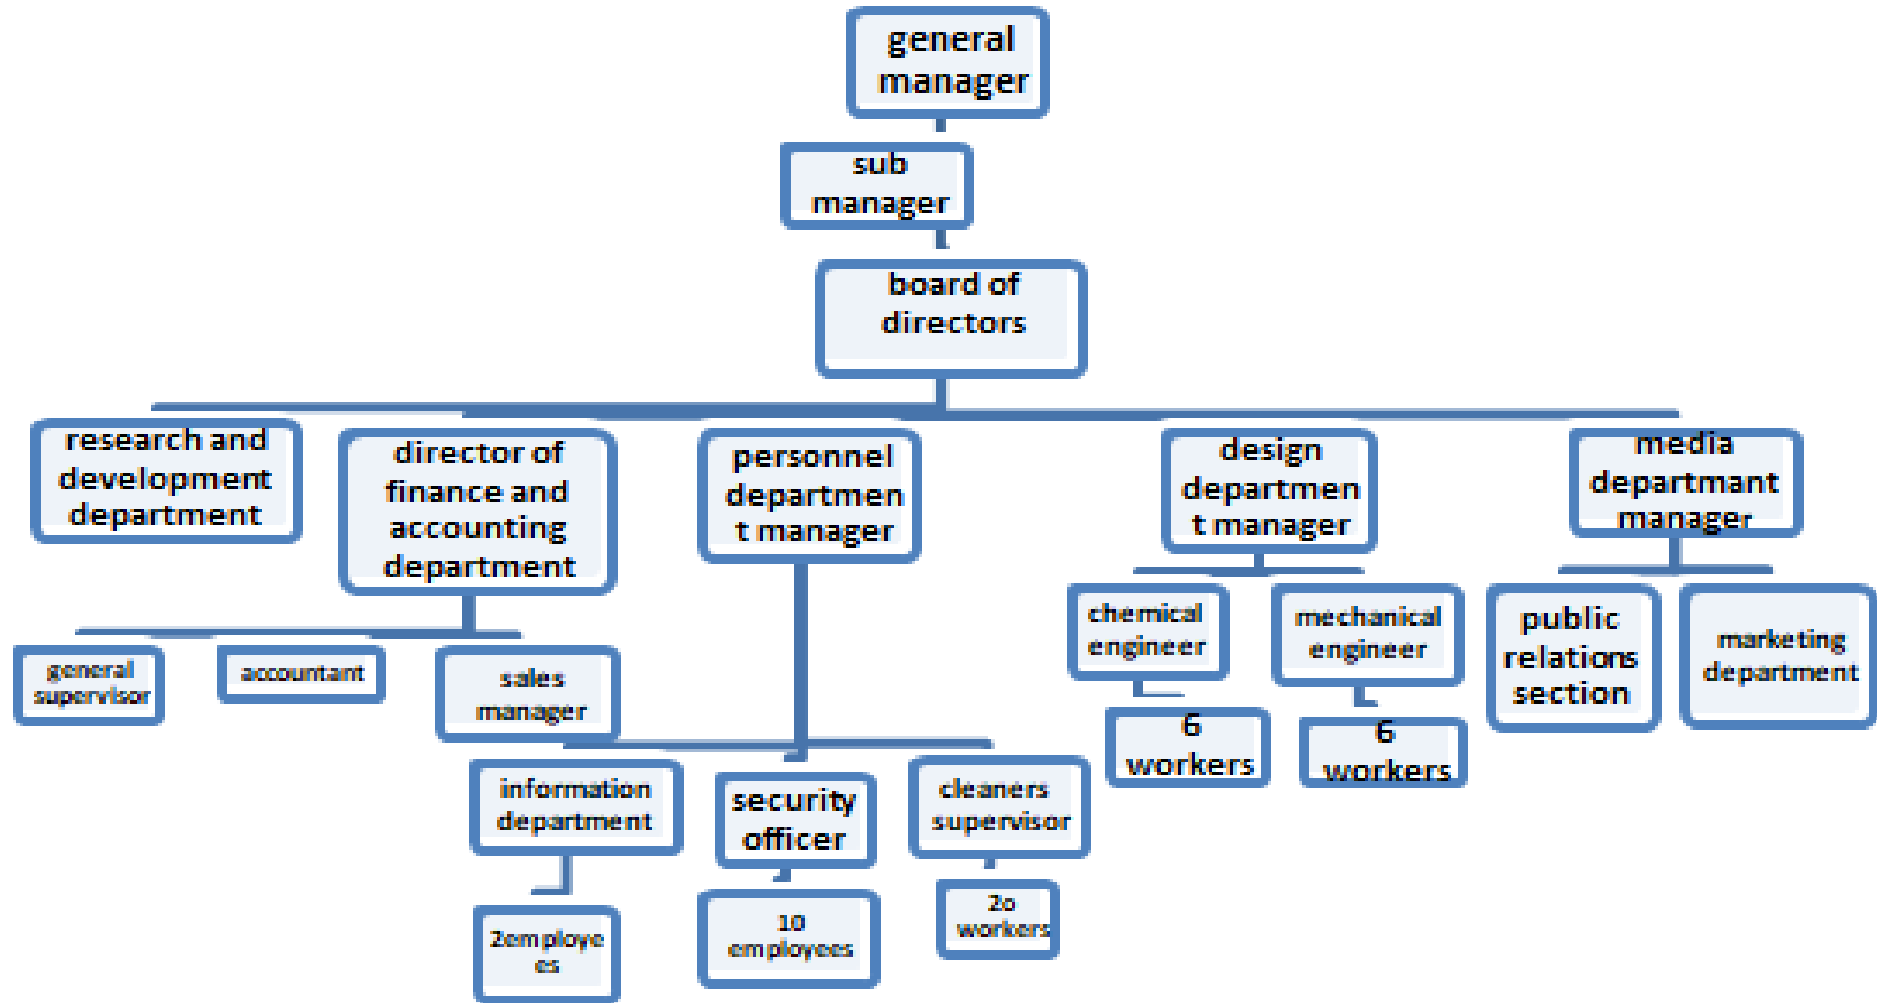 general
manager
sub
manager
board of
directors
research and
development
department
director of
finance and
accounting
department
personnel
departmen
t manager
design
departmen
t manager
media
departmant
manager
general
supervisor
accountant
sales
manager
chemical
engineer
mechanical
engineer
public
relations
section
marketing
department
6
workers
6
workers
information
department
security
officer
cleaners
supervisor
2employe
es
10
employees
2o
workers